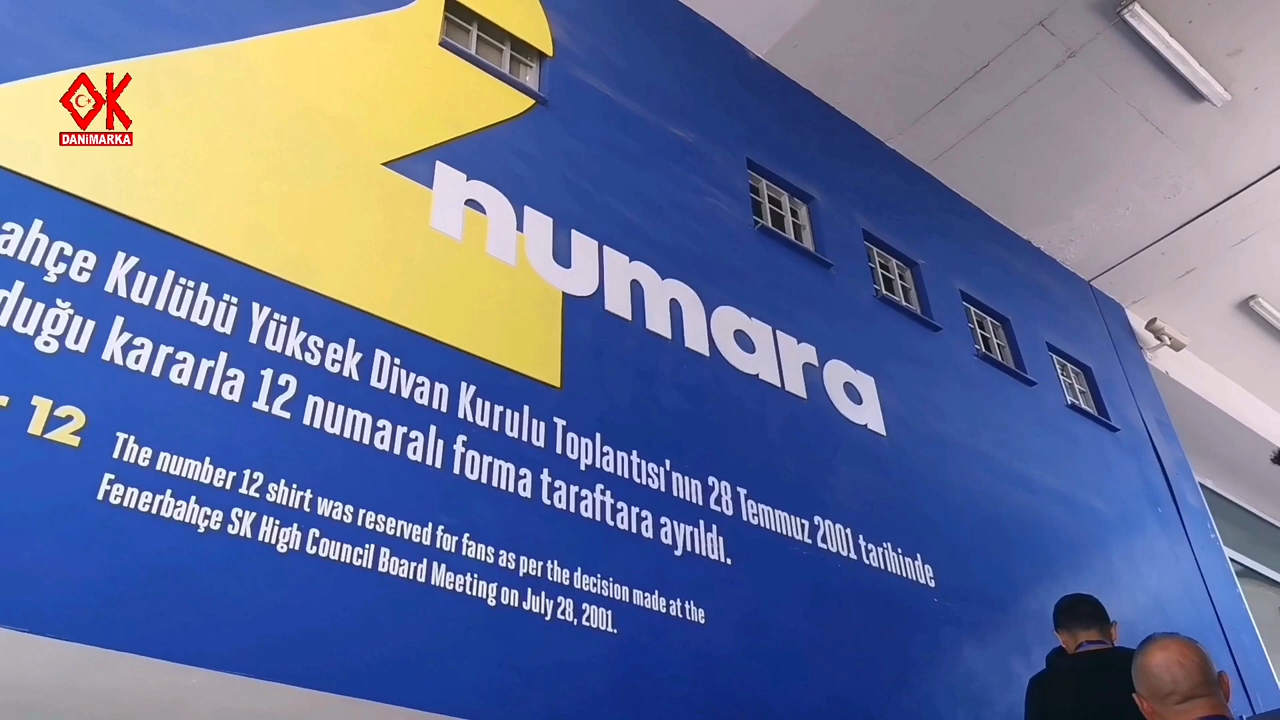 OK
DANiMARKA
numara
ahçe Kulübü Yüksek Divan Kurulu Toplantısı'nın 28 Temmuz 2001 tarihinde
duğu kararla 12 numaralı forma taraftara ayrıldı.
12
The number 12 shirt was reserved for fans as per the decision made at the
Fenerbahçe SK High Council Board Meeting on July 28, 2001.